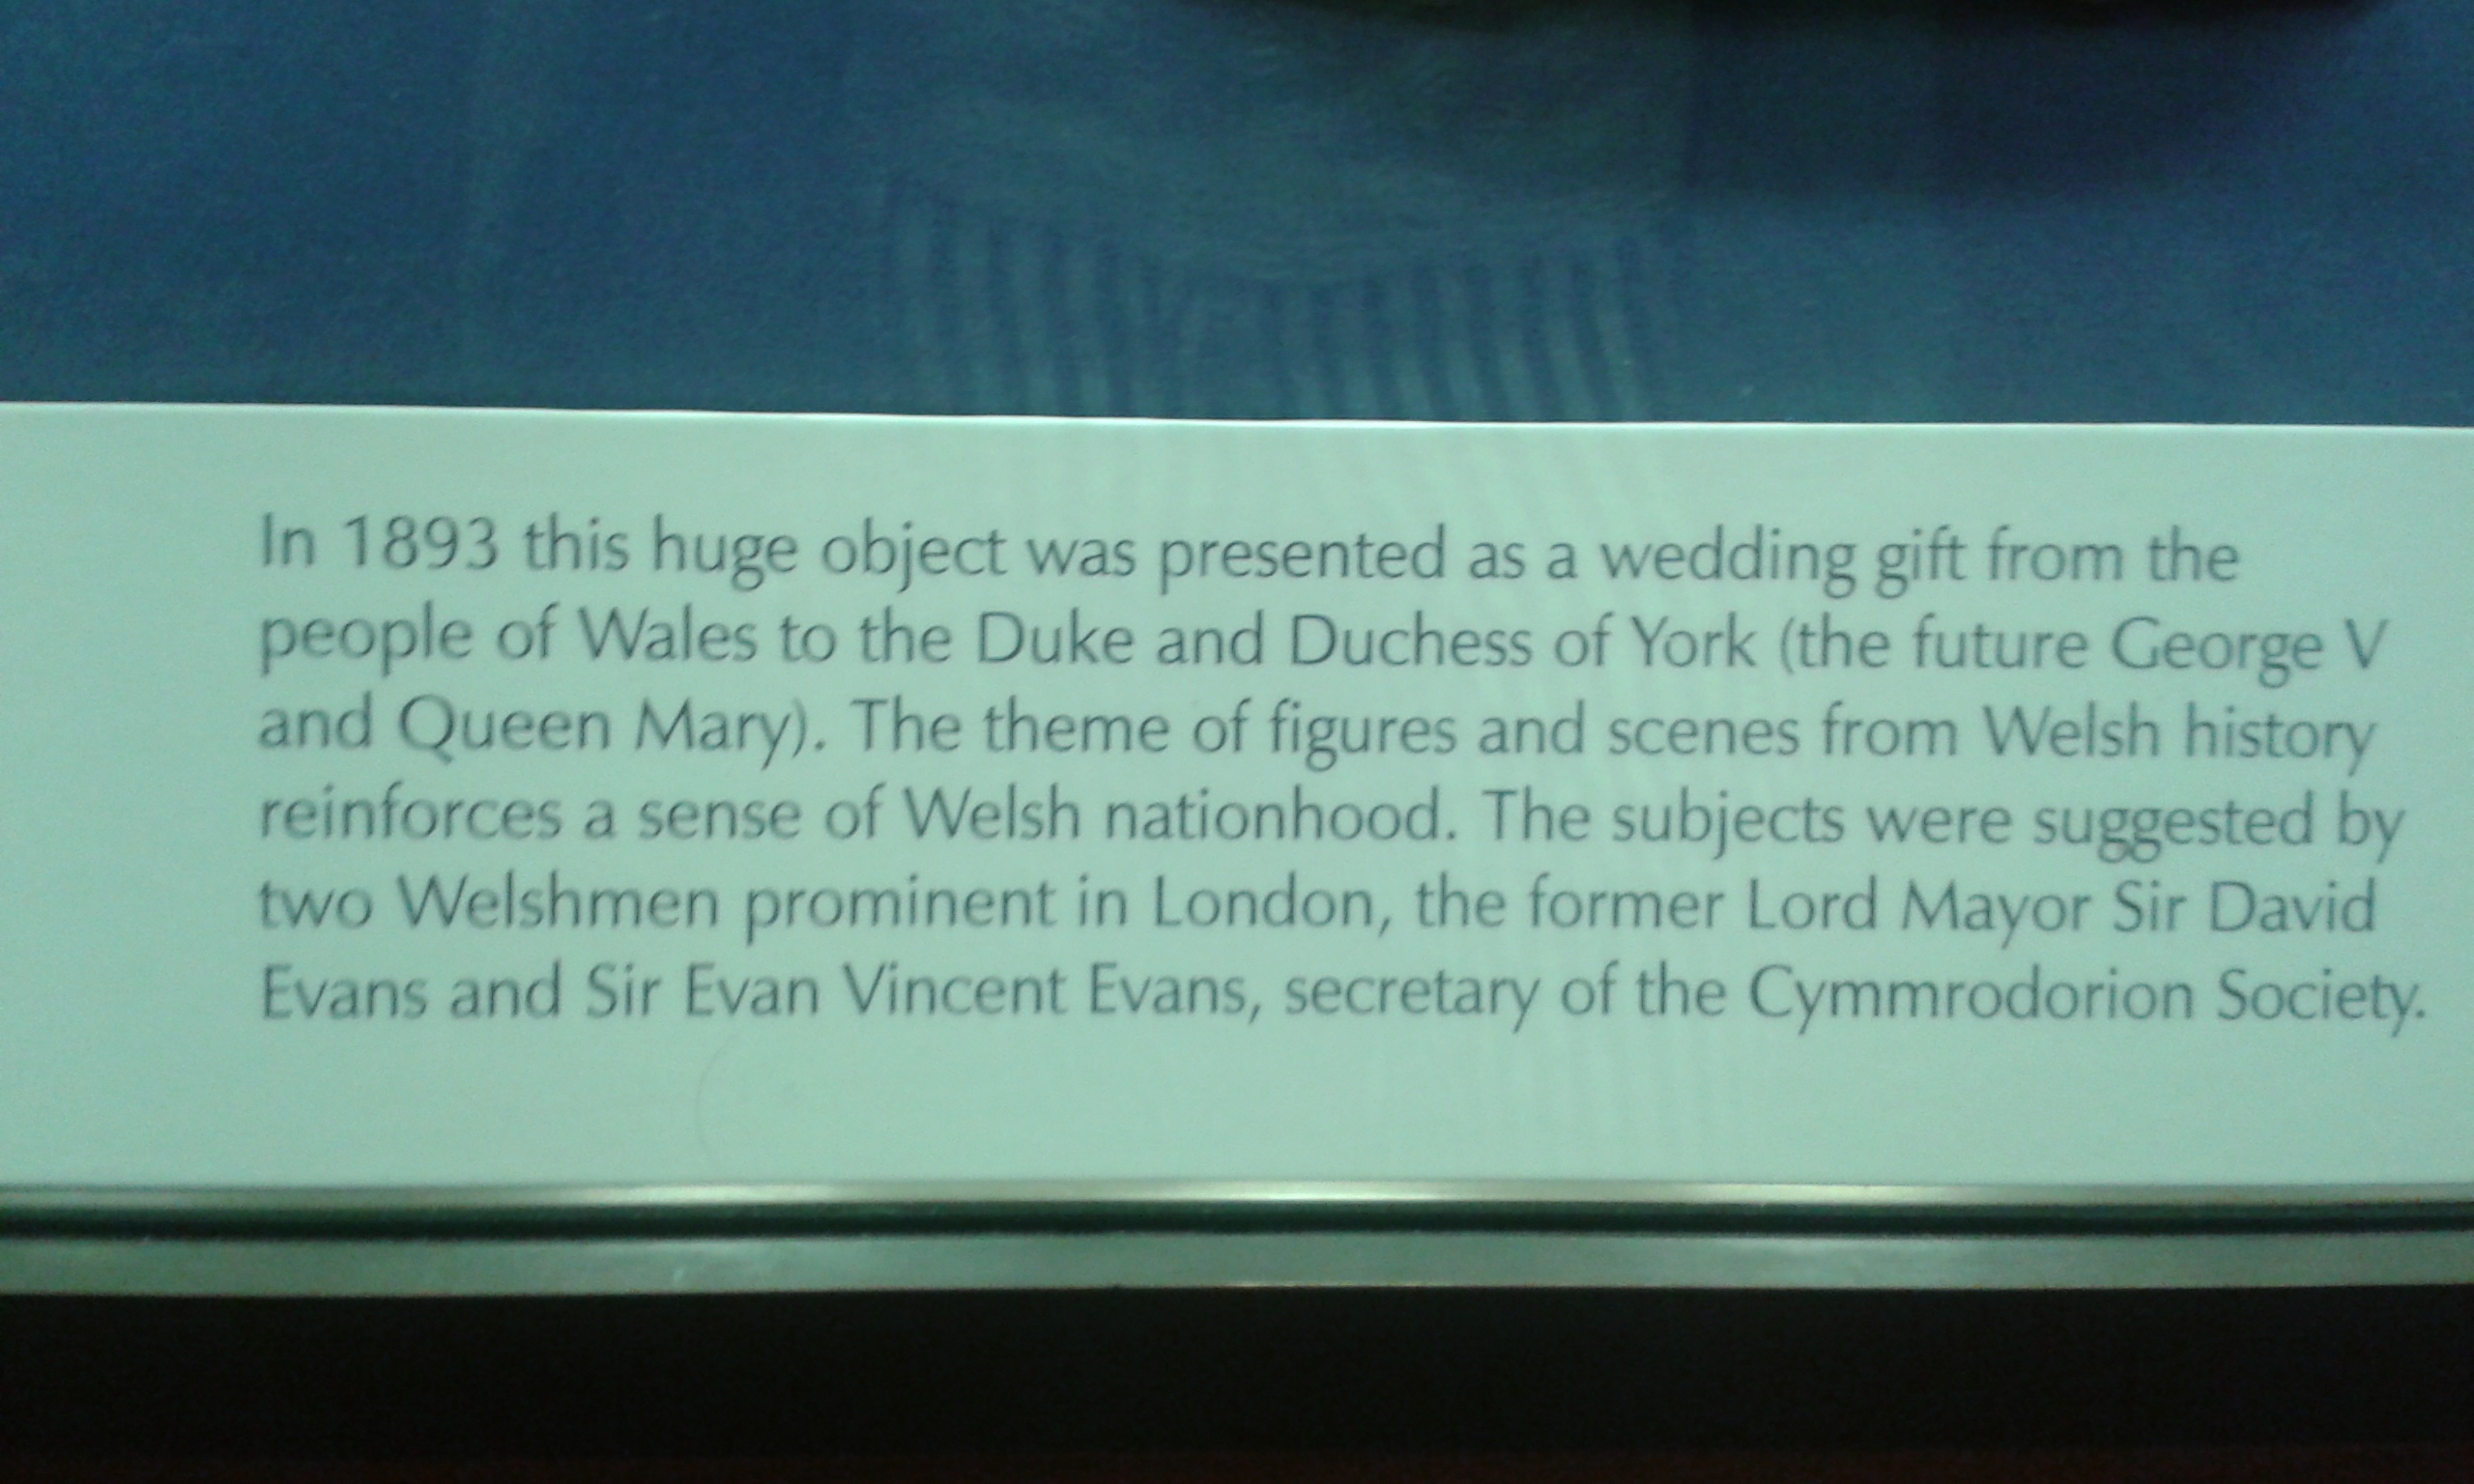 In 1893 this huge object was presented as a wedding gift from the
people of Wales to the Duke and Duchess of York (the future George V
and Queen Mary). The theme of figures and scenes from Welsh history
reinforces a sense of Welsh nationhood. The subjects were suggested by
two Welshmen prominent in London, the former Lord Mayor Sir David
Evans and Sir Evan Vincent Evans, secretary of the Cymmrodorion Society.